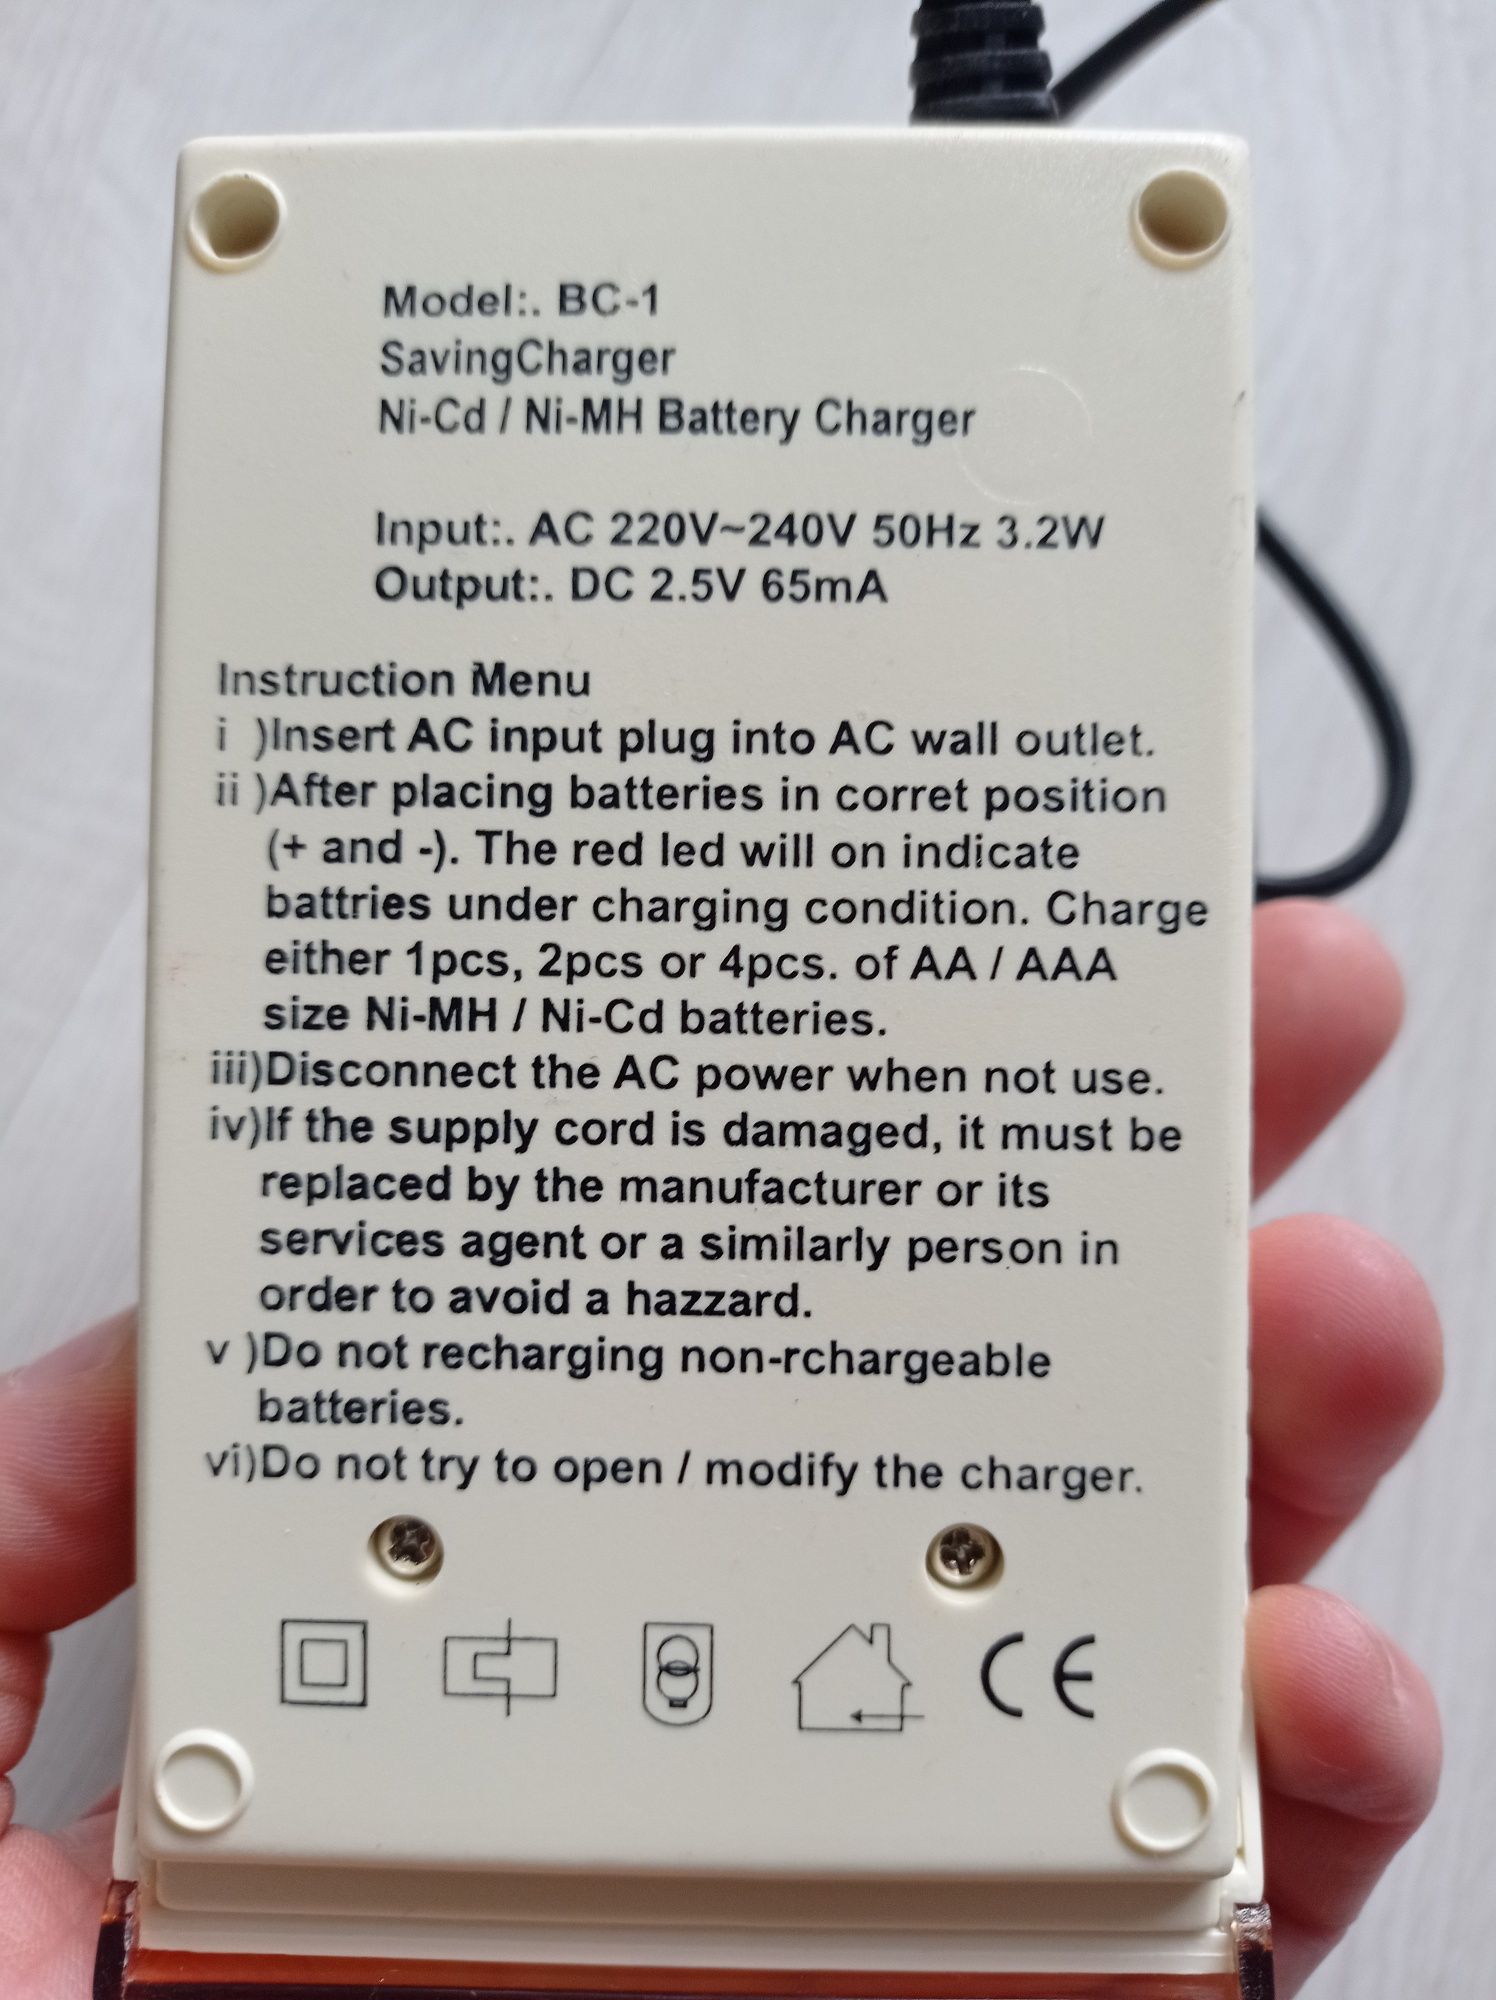 Model:. BC-1
SavingCharger
Ni-Cd / Ni-MH Battery Charger
Input:. AC 220V~240V 50Hz 3.2W
Output:. DC 2.5V 65mA
Instruction Menu
i )Insert AC input plug into AC wall outlet.
ii )After placing batteries in corret position
(+ and -). The red led will on indicate
battries under charging condition. Charge
either 1pcs, 2pcs or 4pcs. of AA / AAA
size Ni-MH / Ni-Cd batteries.
iii)Disconnect the AC power when not use.
iv)If the supply cord is damaged, it must be
replaced by the manufacturer or its
services agent or a similarly person in
order to avoid a hazzard.
v )Do not recharging non-rchargeable
batteries.
vi)Do not try to open / modify the charger.
CE